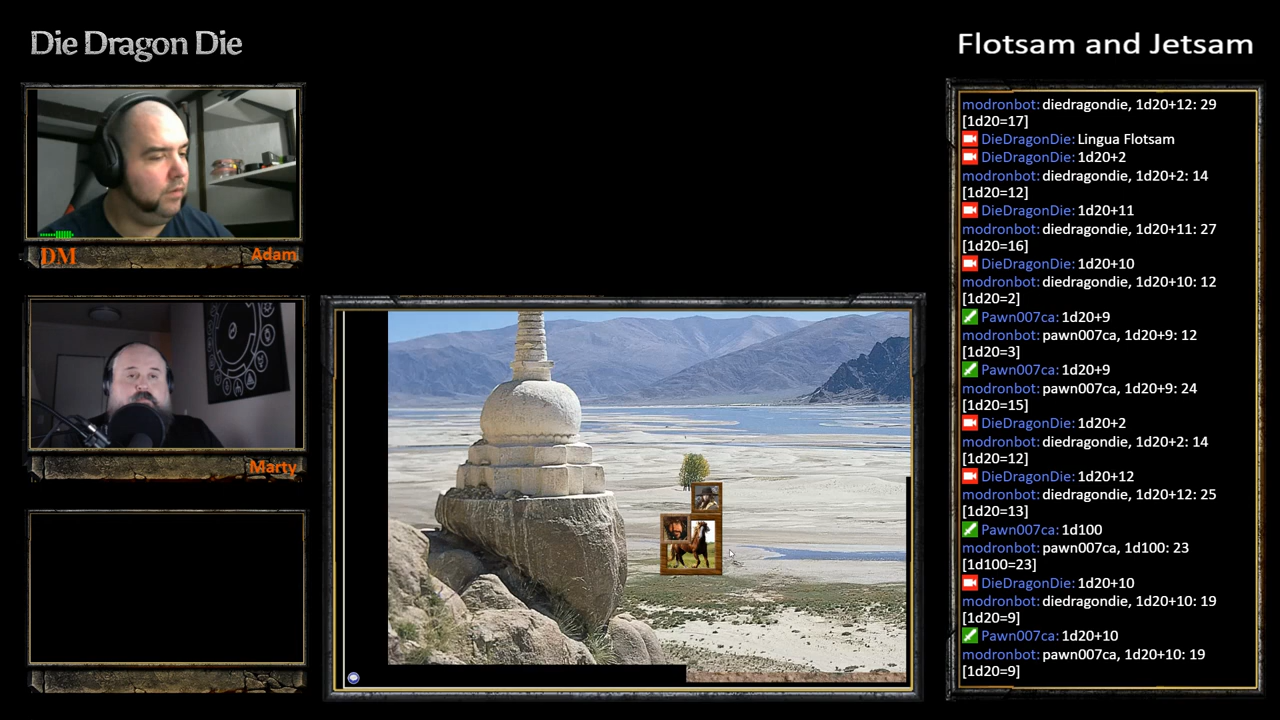 Die Dragon Die
Flotsam and Jetsam
DM
Adam
Marty
modronbot: diedragondie, 1d20+12: 29
[1d20=17]
DieDragonDie: Lingua Flotsam
DieDragonDie: 1d20+2
modronbot: diedragondie, 1d20+2: 14
[1d20=12]
DieDragonDie: 1d20+11
modronbot: diedragondie, 1d20+11: 27
[1d20=16]
DieDragonDie: 1d20+10
modronbot: diedragondie, 1d20+10: 12
[1d20=2]
Pawn007ca: 1d20+9
modronbot: pawn007ca, 1d20+9: 12
[1d20=3]
Pawn007ca: 1d20+9
modronbot: pawn007ca, 1d20+9: 24
[1d20=15]
DieDragonDie: 1d20+2
modronbot: diedragondie, 1d20+2: 14
[1d20=12]
DieDragonDie: 1d20+12
modronbot: diedragondie, 1d20+12: 25
[1d20=13]
Pawn007ca: 1d100
modronbot: pawn007ca, 1d100: 23
[1d100=23]
DieDragonDie: 1d20+10
modronbot: diedragondie, 1d20+10: 19
[1d20=9]
Pawn007ca: 1d20+10
modronbot: pawn007ca, 1d20+10: 19
[1d20=9]